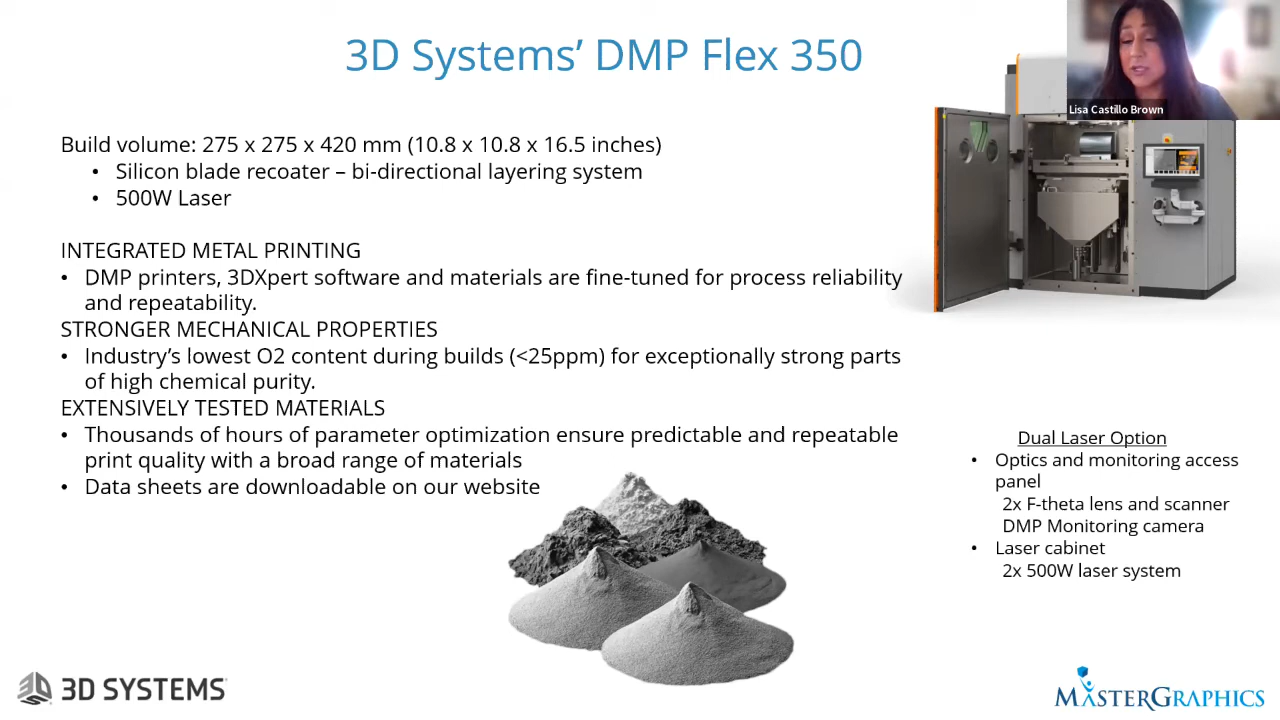 3D Systems’ DMP Flex 350
Lisa Castillo Brown
Build volume: 275 x 275 x 420 mm (10.8 x 10.8 x 16.5 inches)
• Silicon blade recoater – bi-directional layering system
• 500W Laser
INTEGRATED METAL PRINTING
• DMP printers, 3DXpert software and materials are fine-tuned for process reliability
and repeatability.
STRONGER MECHANICAL PROPERTIES
• Industry’s lowest O2 content during builds (<25ppm) for exceptionally strong parts
of high chemical purity.
EXTENSIVELY TESTED MATERIALS
• Thousands of hours of parameter optimization ensure predictable and repeatable
print quality with a broad range of materials
• Data sheets are downloadable on our website
Dual Laser Option
• Optics and monitoring access
panel
2x F-theta lens and scanner
DMP Monitoring camera
• Laser cabinet
2x 500W laser system
3D SYSTEMS
MASTERGRAPHICS